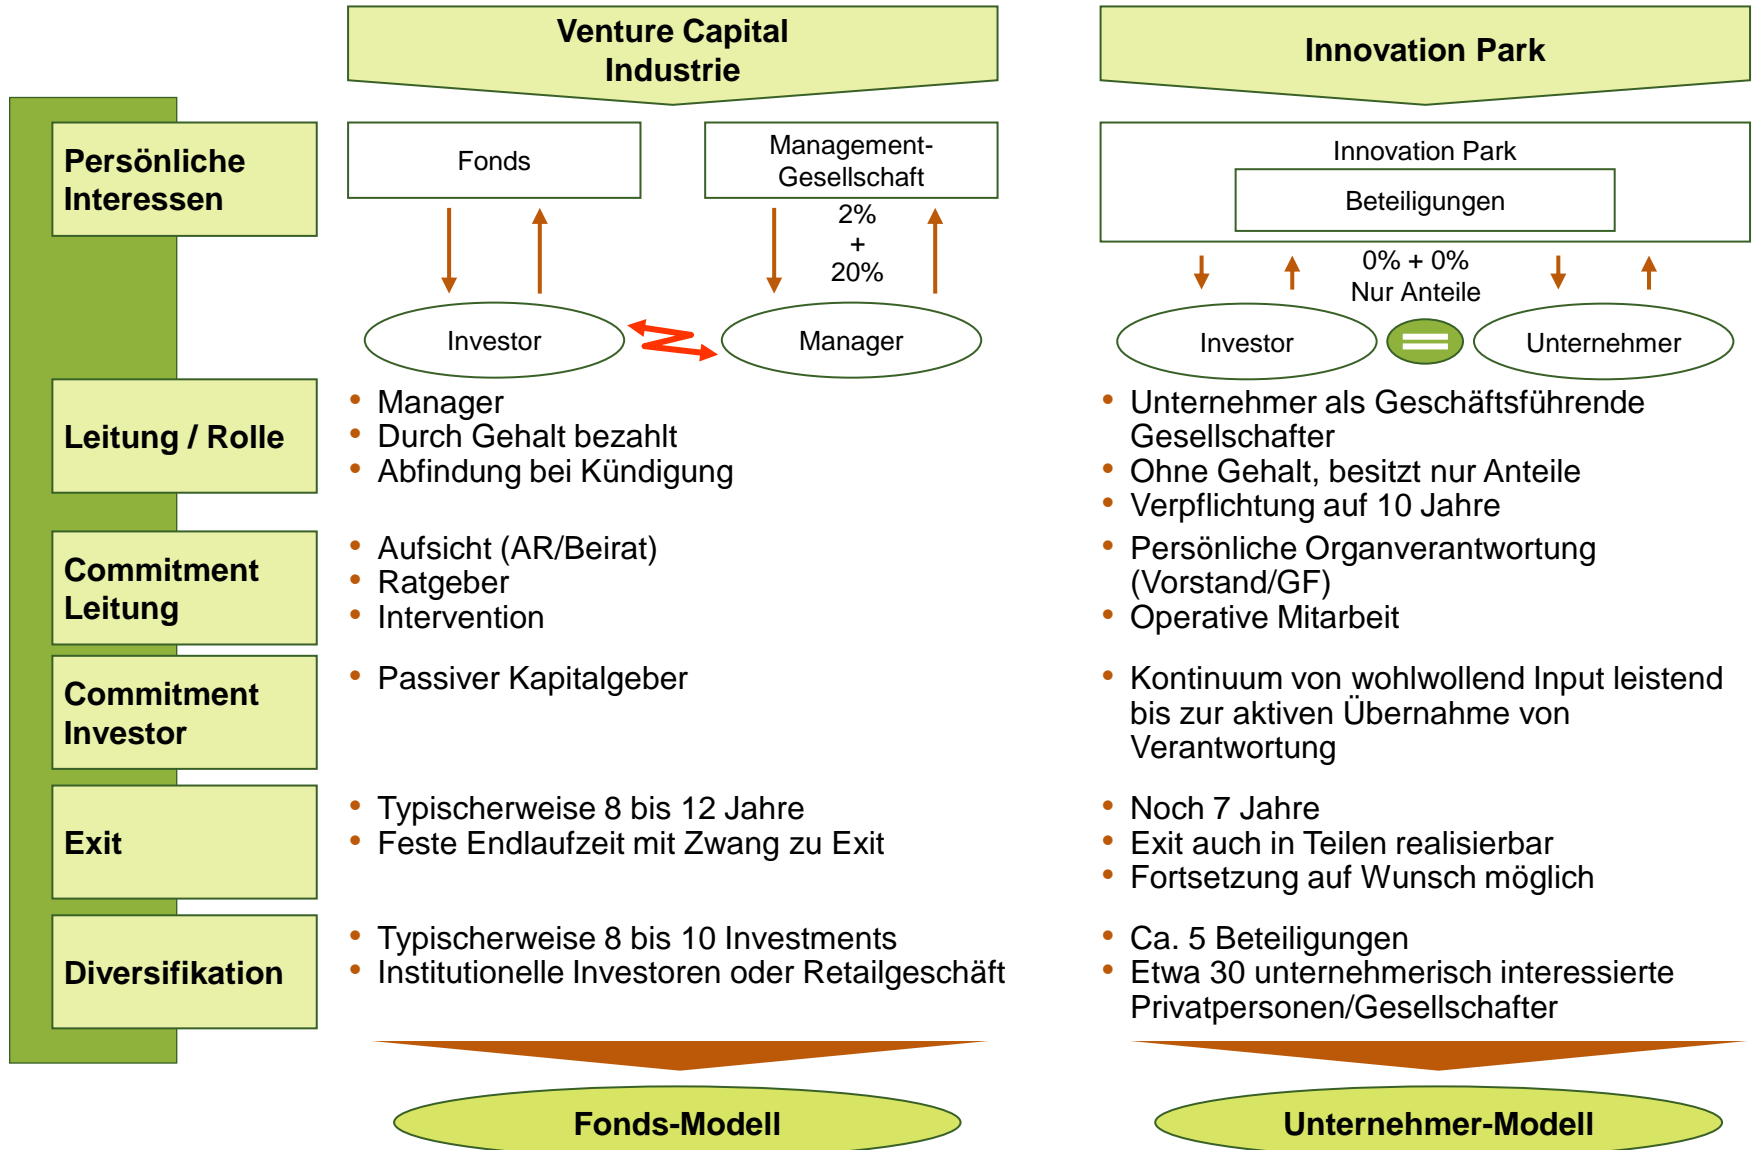 Venture Capital
Industrie
Innovation Park
Persönliche
Interessen
Fonds
Management-
Gesellschaft
2%
+
20%
Investor
Manager
Innovation Park
Beteiligungen
0% + 0%
Nur Anteile
Investor
Unternehmer
Leitung / Rolle
• Manager
• Durch Gehalt bezahlt
• Abfindung bei Kündigung
• Unternehmer als Geschäftsführende
Gesellschafter
• Ohne Gehalt, besitzt nur Anteile
• Verpflichtung auf 10 Jahre
Commitment
Leitung
• Aufsicht (AR/Beirat)
• Ratgeber
• Intervention
• Persönliche Organverantwortung
(Vorstand/GF)
• Operative Mitarbeit
Commitment
Investor
• Passiver Kapitalgeber
• Kontinuum von wohlwollend Input leistend
bis zur aktiven Übernahme von
Verantwortung
Exit
• Typischerweise 8 bis 12 Jahre
• Feste Endlaufzeit mit Zwang zu Exit
• Noch 7 Jahre
• Exit auch in Teilen realisierbar
• Fortsetzung auf Wunsch möglich
Diversifikation
• Typischerweise 8 bis 10 Investments
• Institutionelle Investoren oder Retailgeschäft
• Ca. 5 Beteiligungen
• Etwa 30 unternehmerisch interessierte
Privatpersonen/Gesellschafter
Fonds-Modell
Unternehmer-Modell